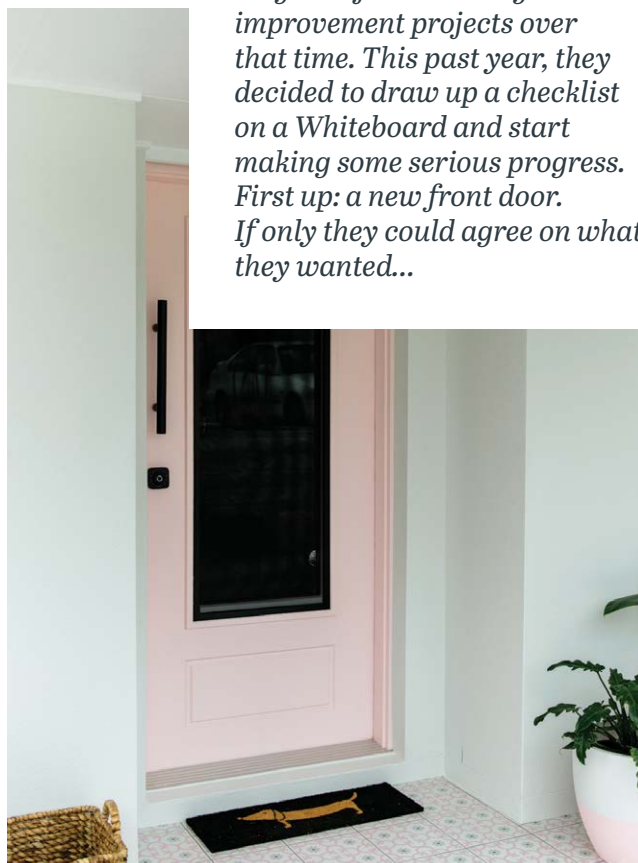 improvement projects over
that time. This past year, they
decided to draw up a checklist
on a Whiteboard and start
making some serious progress.
First up: a new front door.
If only they could agree on what
they wanted...